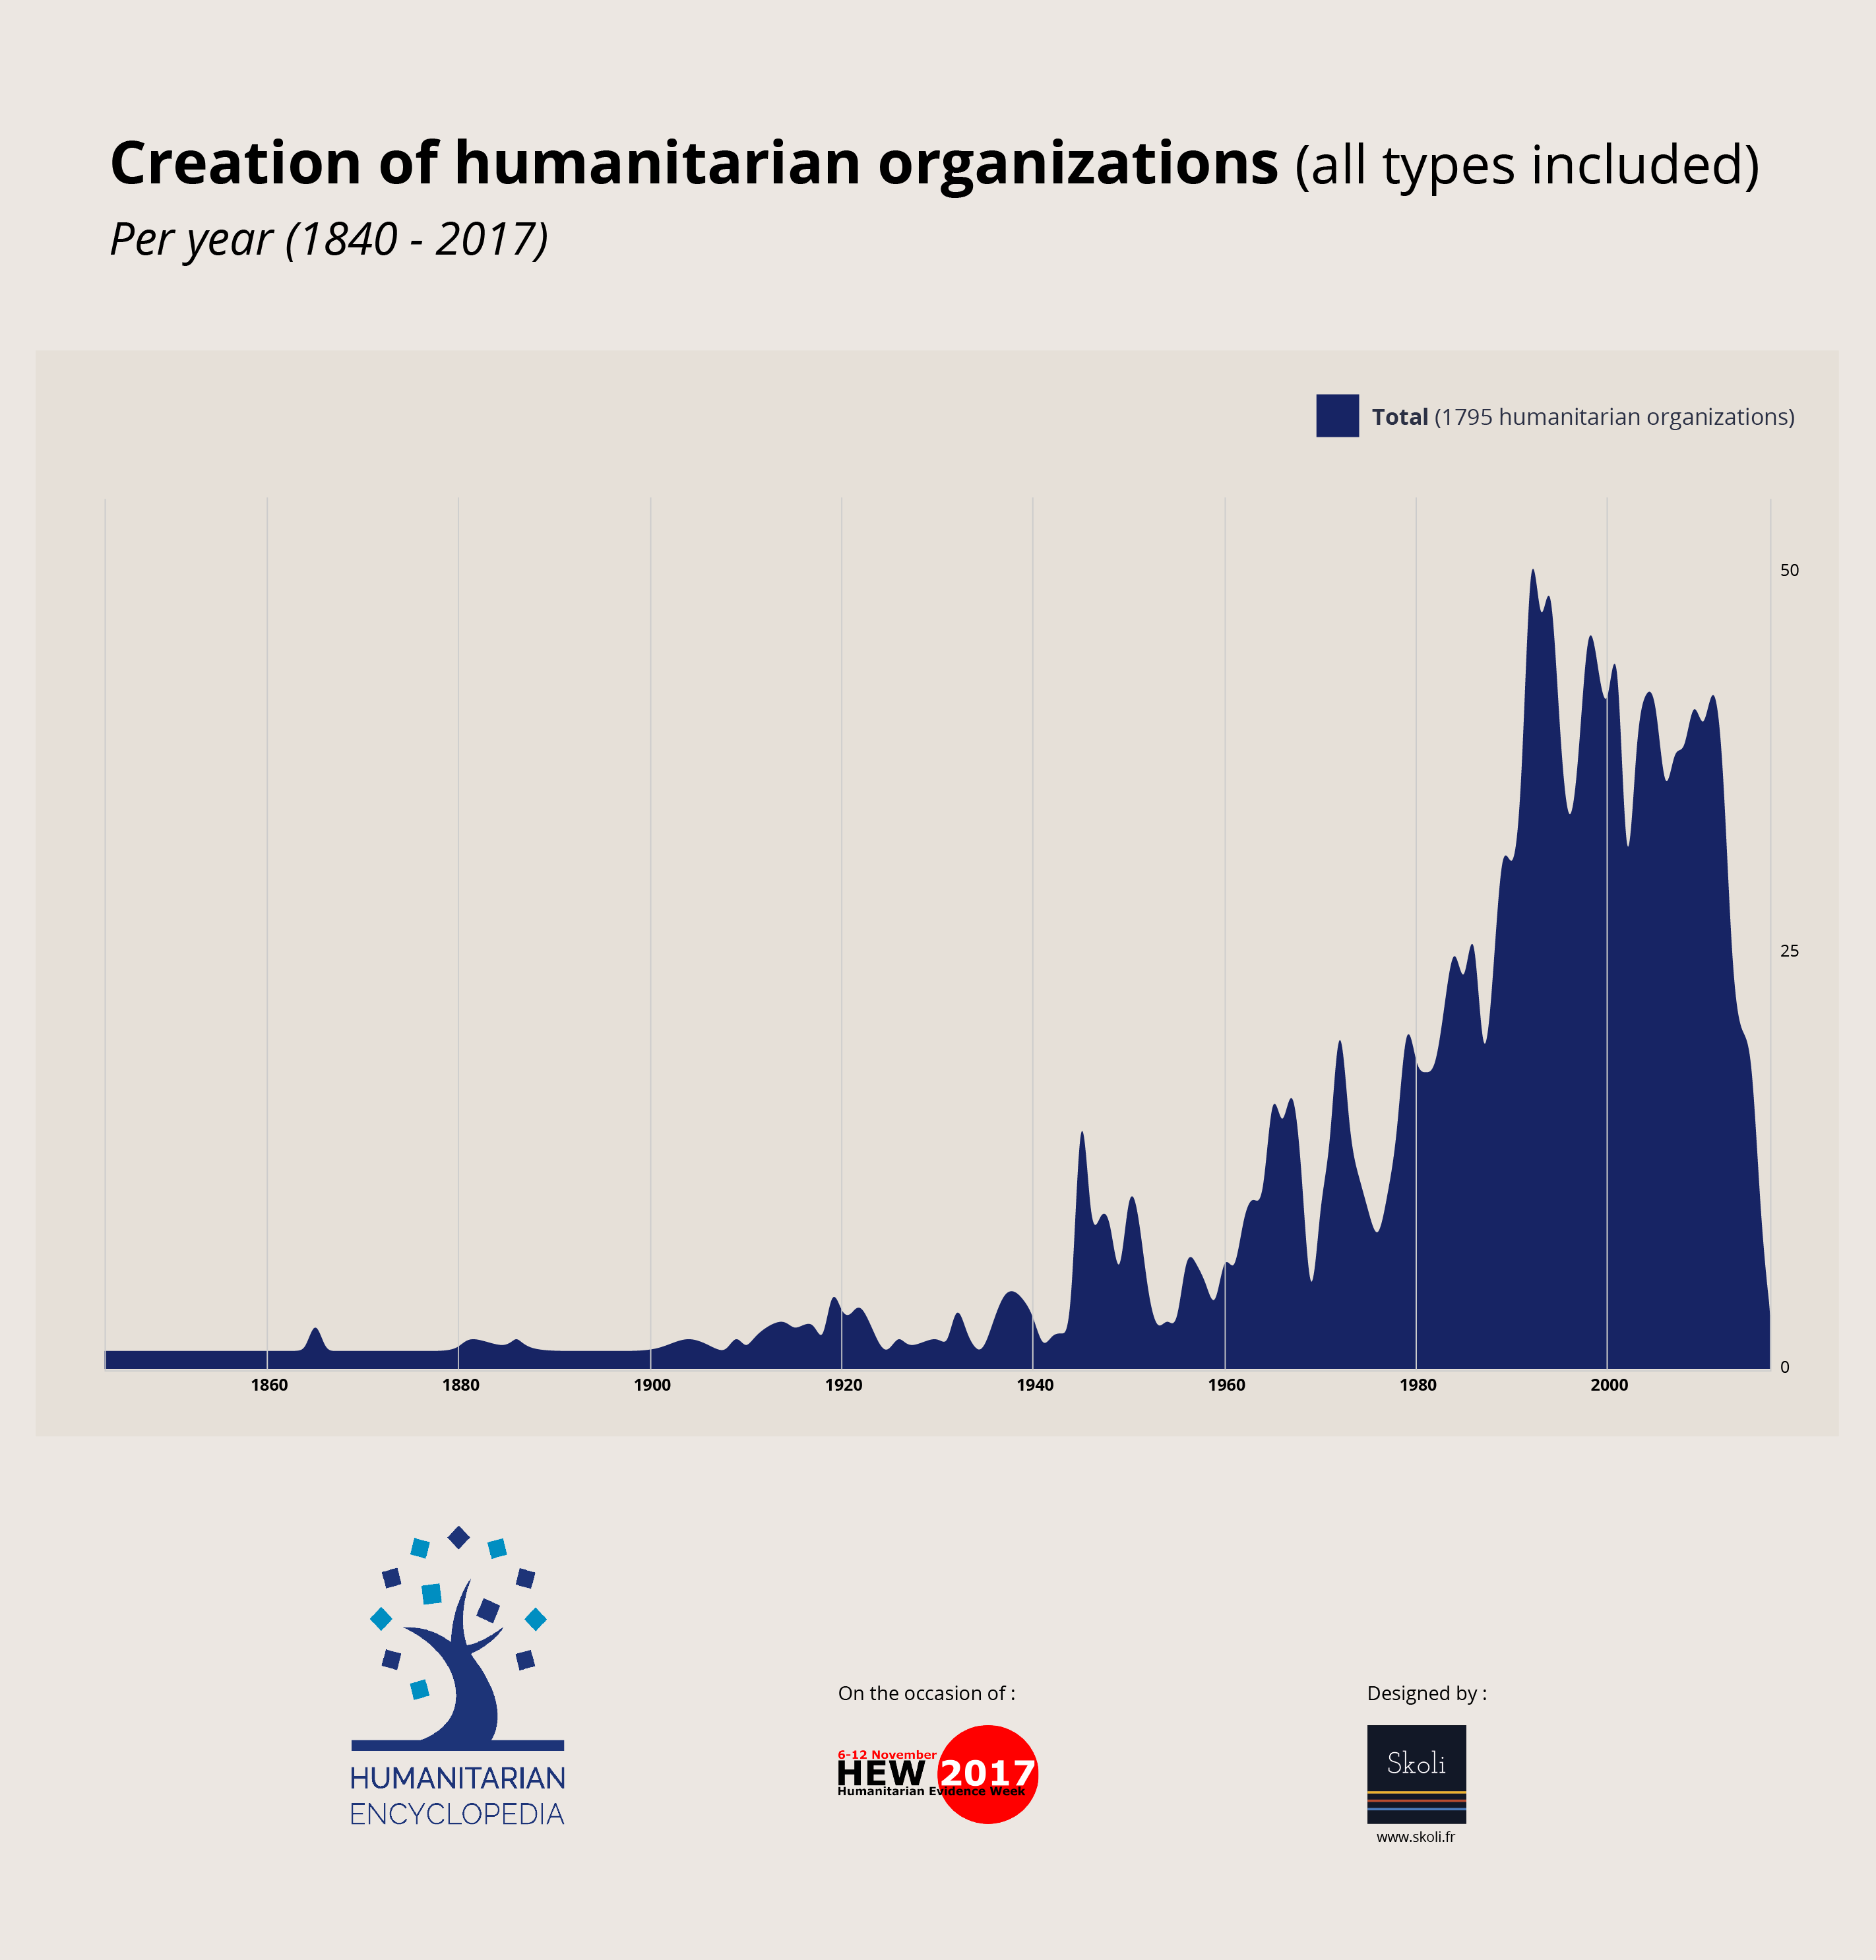 Creation of humanitarian organizations (all types included)
Per year (1840 - 2017)
Total (1795 humanitarian organizations)
50
25
0
1860 1880 1900 1920 1940 1960 1980 2000
HUMANITARIAN
ENCYCLOPEDIA
On the occasion of :
6-12 November
HEW 2017
Humanitarian Evidence Week
Designed by :
Skoli
www.skoli.fr